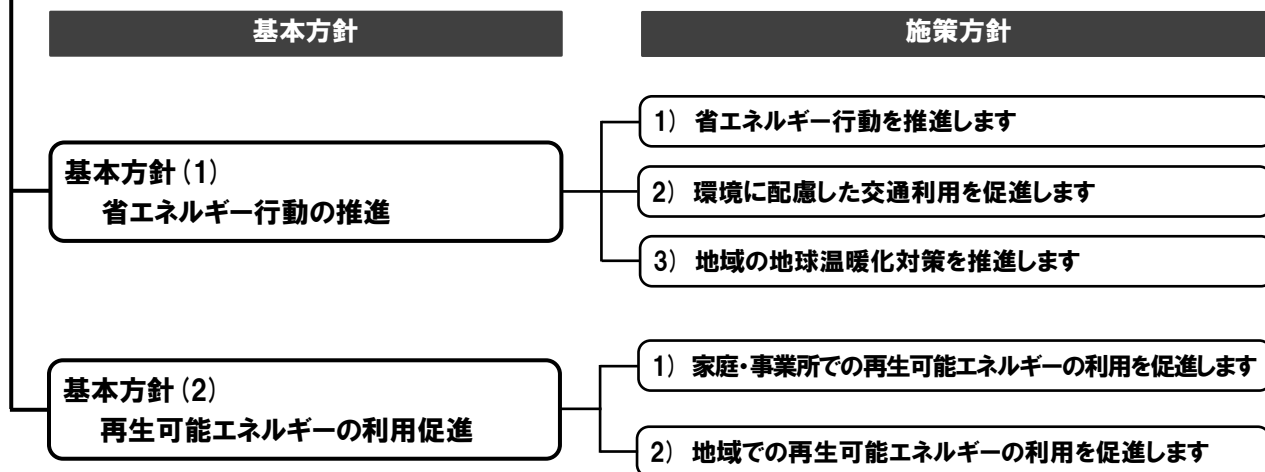 基本方針
施策方針
基本方針(1)
省エネルギー行動の推進
1) 省エネルギー行動を推進します
2) 環境に配慮した交通利用を促進します
3) 地域の地球温暖化対策を推進します
基本方針(2)
再生可能エネルギーの利用促進
1) 家庭・事業所での再生可能エネルギーの利用を促進します
2) 地域での再生可能エネルギーの利用を促進します